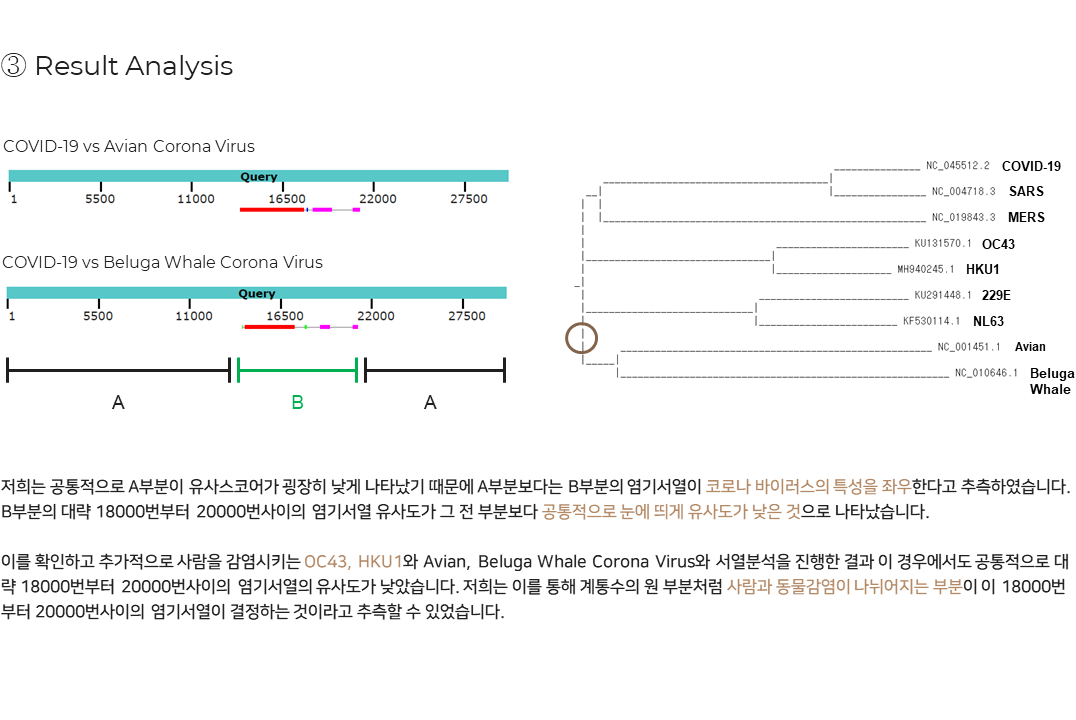 ③ Result Analysis
COVID-19 vs Avian Corona Virus
Query
1 5500 11000 16500 22000 27500
COVID-19 vs Beluga Whale Corona Virus
Query
1 5500 11000 16500 22000 27500
A B A
NC_045512.2 COVID-19
NC_004718.3 SARS
NC_019843.3 MERS
KU131570.1 OC43
MH940245.1 HKU1
KU291448.1 229E
KF530114.1 NL63
NC_001451.1 Avian
NC_010646.1 Beluga
Whale
저희는 공통적으로 A부분이 유사스코어가 굉장히 낮게 나타났기 때문에 A부분보다는 B부분의 염기서열이 코로나 바이러스의 특성을 좌우한다고 추측하였습니다.
B부분의 대략 18000번부터 20000번사이의 염기서열 유사도가 그 전 부분보다 공통적으로 눈에 띄게 유사도가 낮은 것으로 나타났습니다.
이를 확인하고 추가적으로 사람을 감염시키는 OC43, HKU1와 Avian, Beluga Whale Corona Virus와 서열분석을 진행한 결과 이 경우에서도 공통적으로 대
략 18000번부터 20000번사이의 염기서열의 유사도가 낮았습니다. 저희는 이를 통해 계통수의 원 부분처럼 사람과 동물감염이 나뉘어지는 부분이 이 18000번
부터 20000번사이의 염기서열이 결정하는 것이라고 추측할 수 있었습니다.